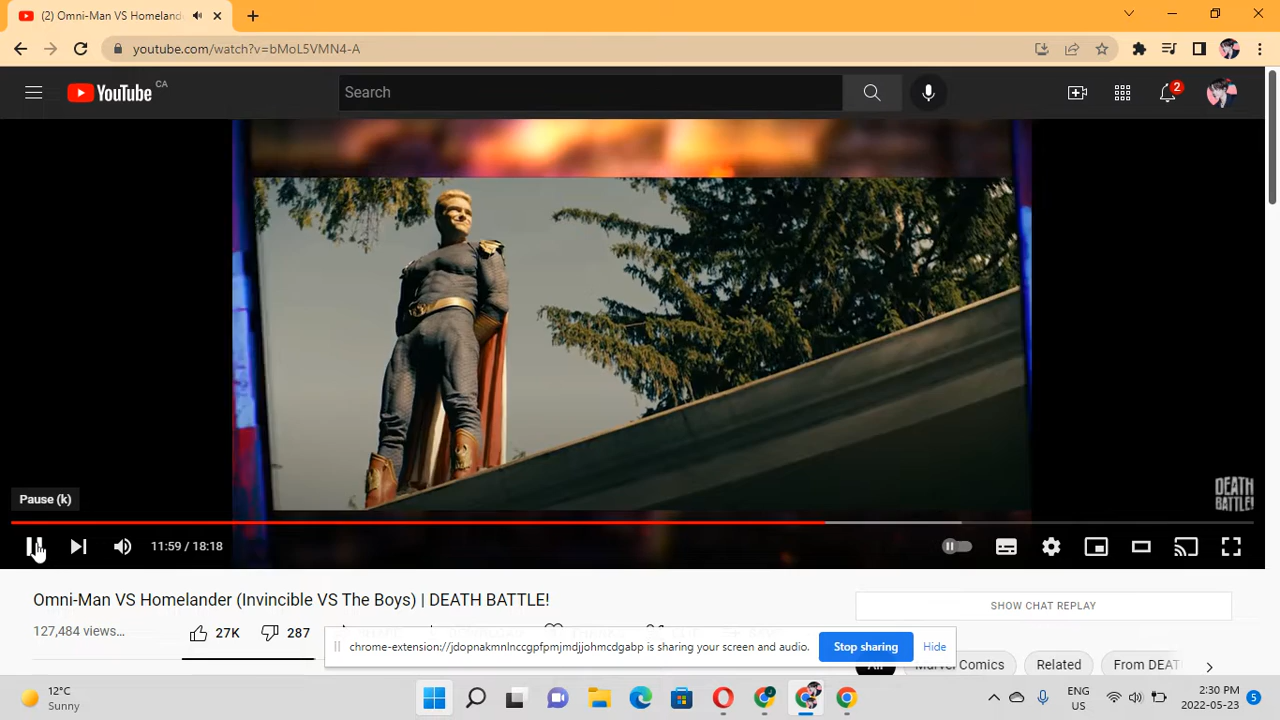 (2) Omni-Man VS Homeland
youtube.com/watch?v=bMoL5VMN4-A
YouTube CA
Search
2
DEATH
BATTLE!
Pause (k)
11:59 / 18:18
Omni-Man VS Homelander (Invincible VS The Boys) | DEATH BATTLE!
SHOW CHAT REPLAY
127,484 views...
27K
287
chrome-extension://jdopnakmnlnccgpfpmjmdjjohmcdgabp is sharing your screen and audio.
Stop sharing
Hide
All
Marvel Comics
Related
From DEAT
12°C
Sunny
ENG
US
2:30 PM
2022-05-23
5